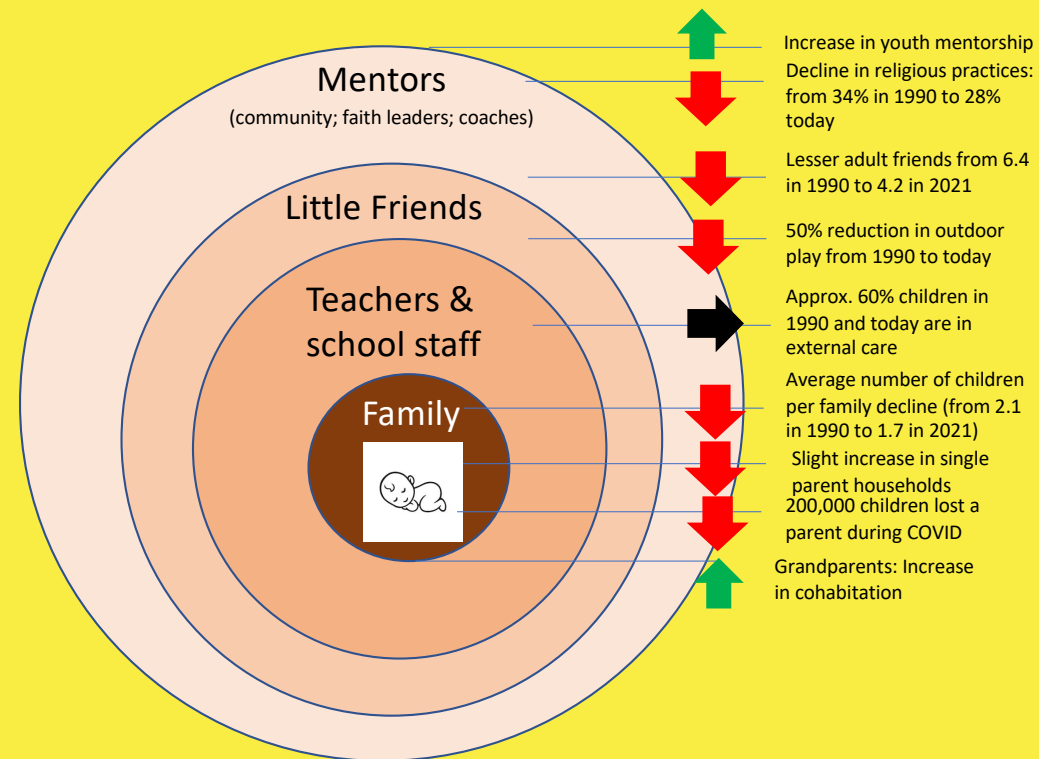 Mentors
(community; faith leaders; coaches)
Little Friends
Teachers &
school staff
Family
Increase in youth mentorship
Decline in religious practices:
from 34% in 1990 to 28%
today
Lesser adult friends from 6.4
in 1990 to 4.2 in 2021
50% reduction in outdoor
play from 1990 to today
Approx. 60% children in
1990 and today are in
external care
Average number of children
per family decline (from 2.1
in 1990 to 1.7 in 2021)
Slight increase in single
parent households
200,000 children lost a
parent during COVID
Grandparents: Increase
in cohabitation